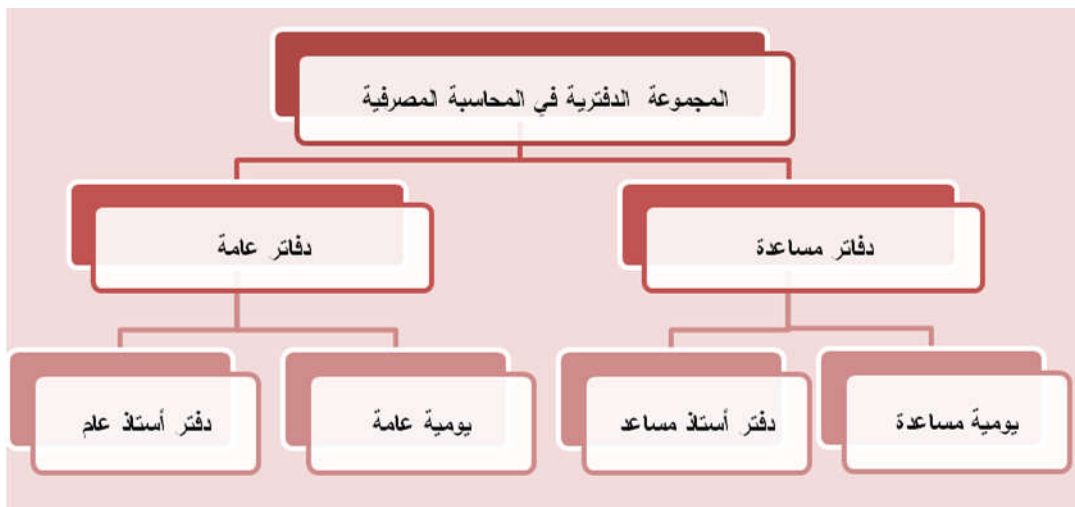 المجموعة الدفترية في المحاسبة المصرفية
دفاتر مساعدة
دفاتر عامة
يومية مساعدة
دفتر أستاذ مساعد
يومية عامة
دفتر أستاذ عام